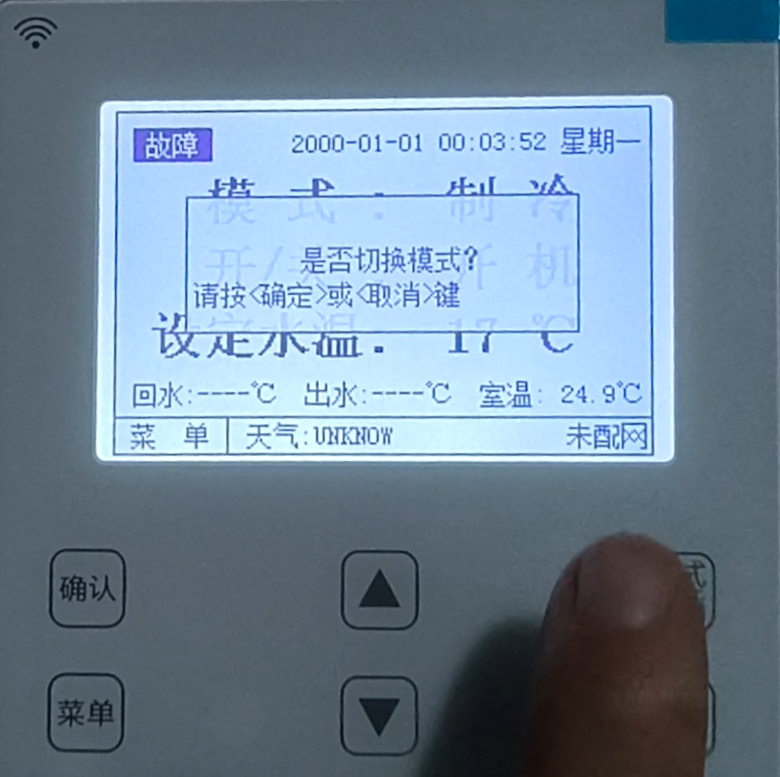 故障 2000-01-01 00:03:52 星期一
模 式： 制 冷
是否切换模式？
请按<确定>或<取消>键
设定水温： 17 ℃
回水:----℃ 出水:----℃ 室温: 24.9℃
菜 单 天气:UNKNOW 未配网
确认
菜单